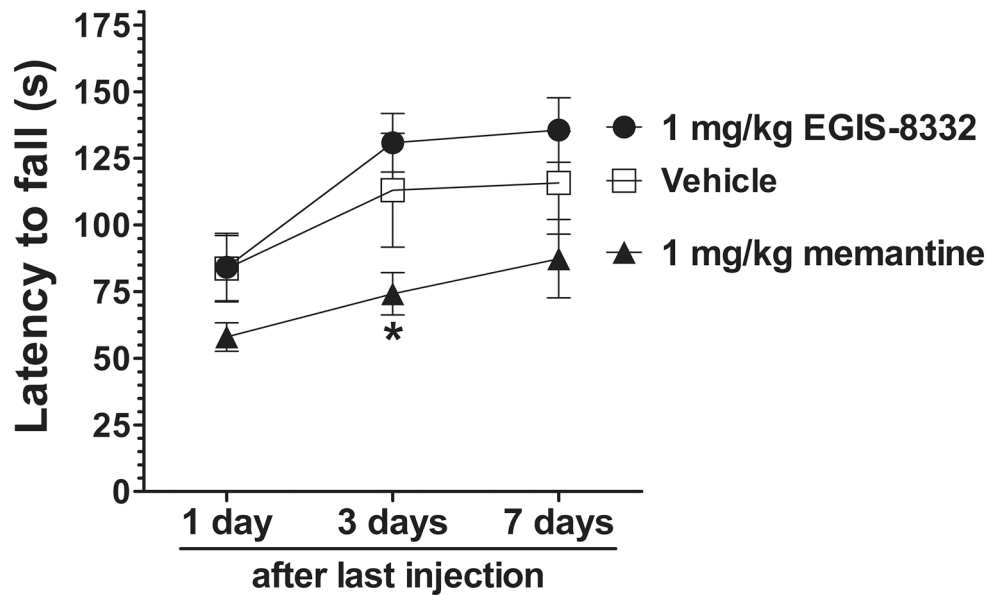 Latency to fall (s)
175
150
125
100
75
50
25
0
1 mg/kg EGIS-8332
Vehicle
1 mg/kg memantine
*
1 day 3 days 7 days
after last injection